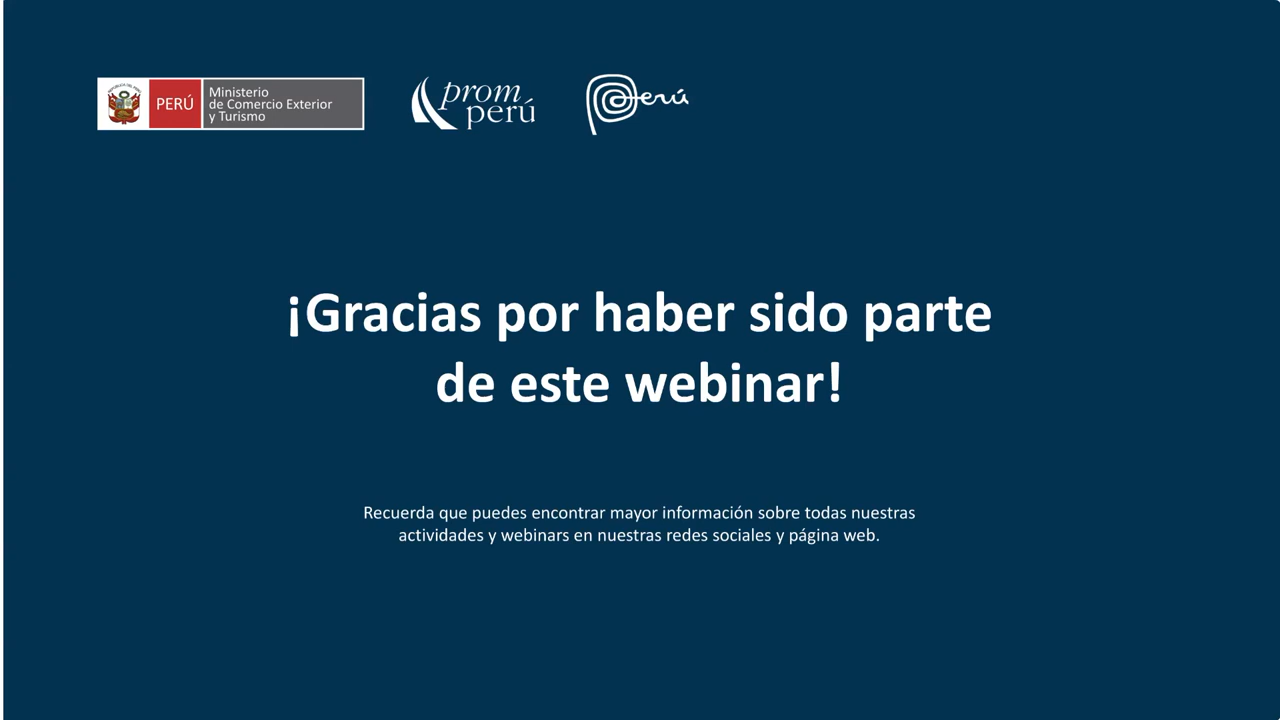 PERÚ
Ministerio
de Comercio Exterior
y Turismo
prom
perú
Perú
¡Gracias por haber sido parte
de este webinar!
Recuerda que puedes encontrar mayor información sobre todas nuestras
actividades y webinars en nuestras redes sociales y página web.